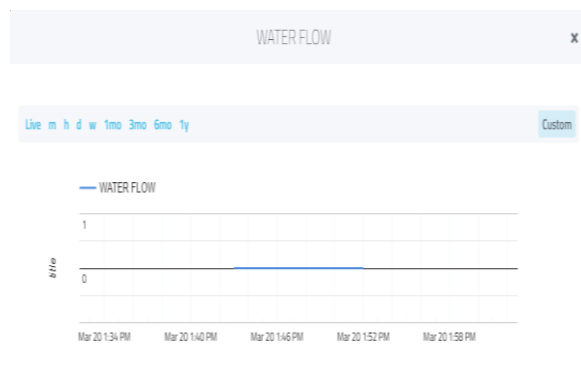 WATER FLOW
x
Live m h d w 1mo 3mo 6mo 1y
Custom
WATER FLOW
1
title
0
Mar 20 1:34 PM Mar 20 1:40 PM Mar 20 1:46 PM Mar 20 1:52 PM Mar 20 1:58 PM